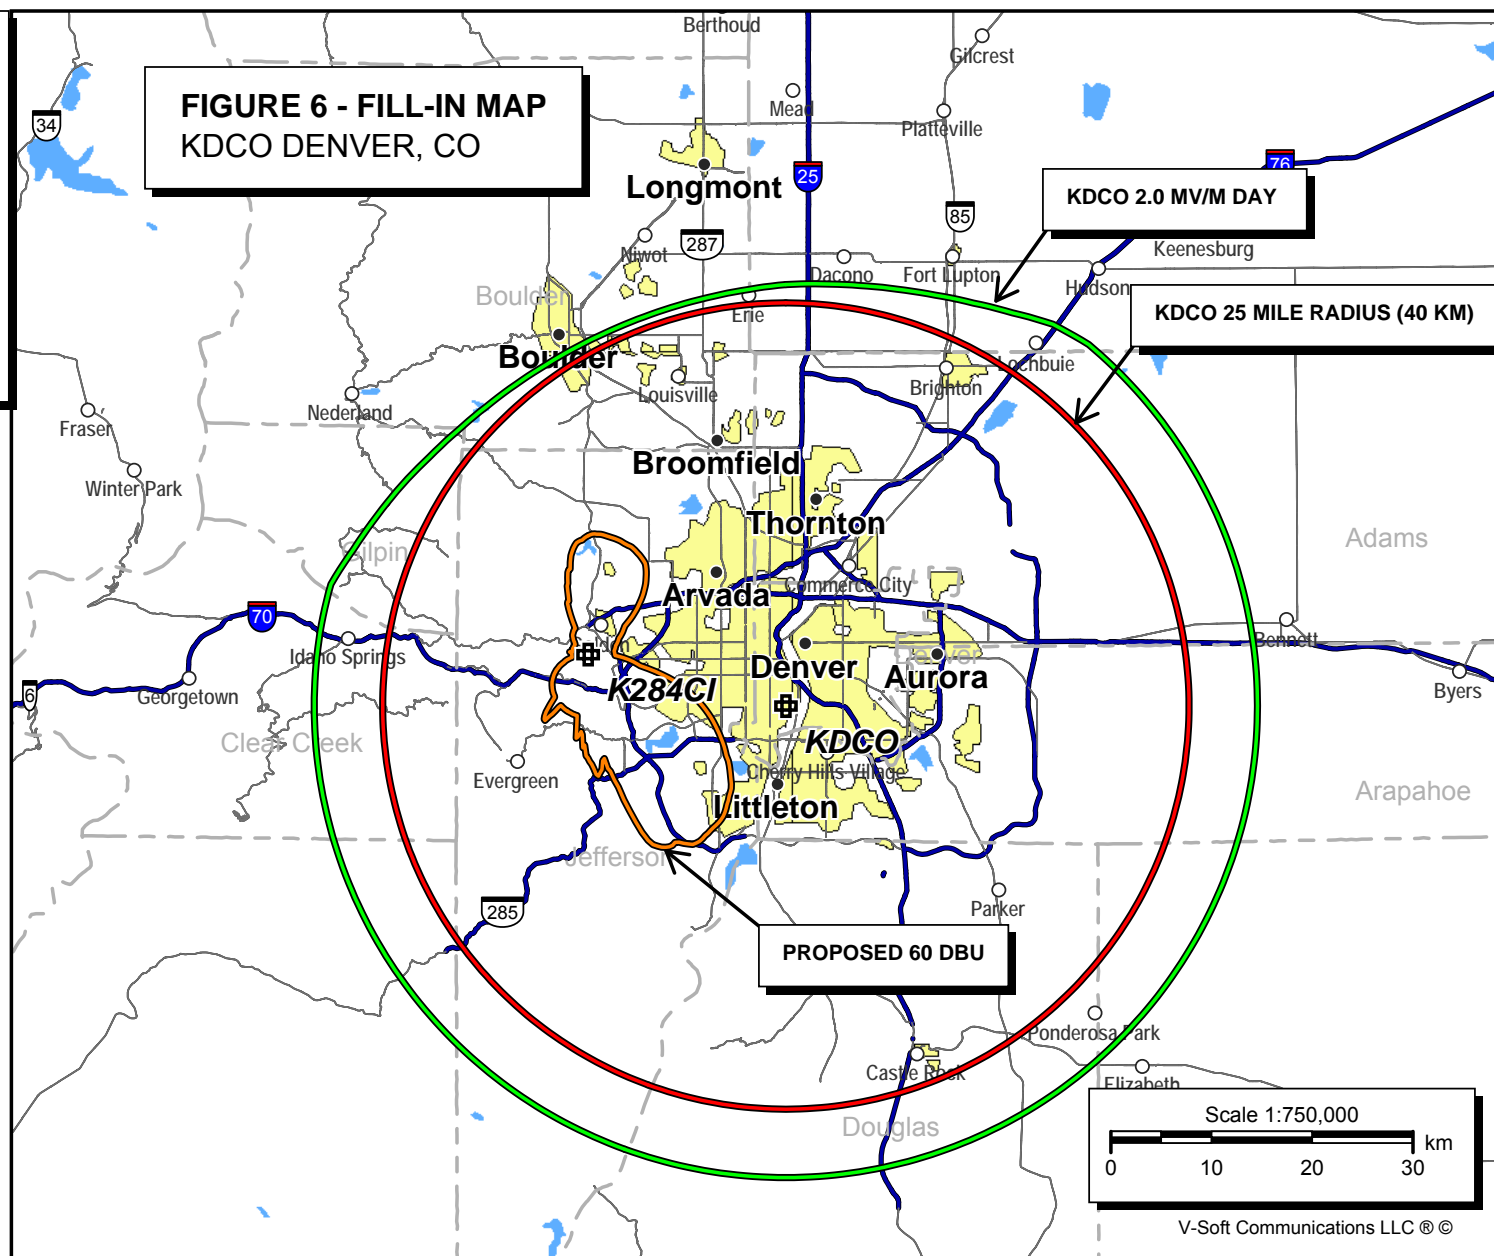 Berthoud
Gilcrest
FIGURE 6 - FILL-IN MAP
KDCO DENVER, CO
34
Mead
Platteville
76
25
Longmont
KDCO 2.0 MV/M DAY
85
287
Niwot
Keenesburg
Dacono
Fort Lupton
Hudson
Boulder
Erie
KDCO 25 MILE RADIUS (40 KM)
Boulder
Lochbuie
Louisville
Brighton
Nederland
Fraser
Broomfield
Winter Park
Thornton
Gilpin
Adams
Commerce City
Arvada
70
Idaho Springs
Bennett
Denver
Denver
Aurora
K284CI
6
Georgetown
Byers
Clear Creek
KDCO
Evergreen
Cherry Hills Village
Littleton
Arapahoe
Jefferson
285
Parker
PROPOSED 60 DBU
Ponderosa Park
Castle Rock
Elizabeth
Douglas
Scale 1:750,000
km
0 10 20 30
V-Soft Communications LLC ® ©